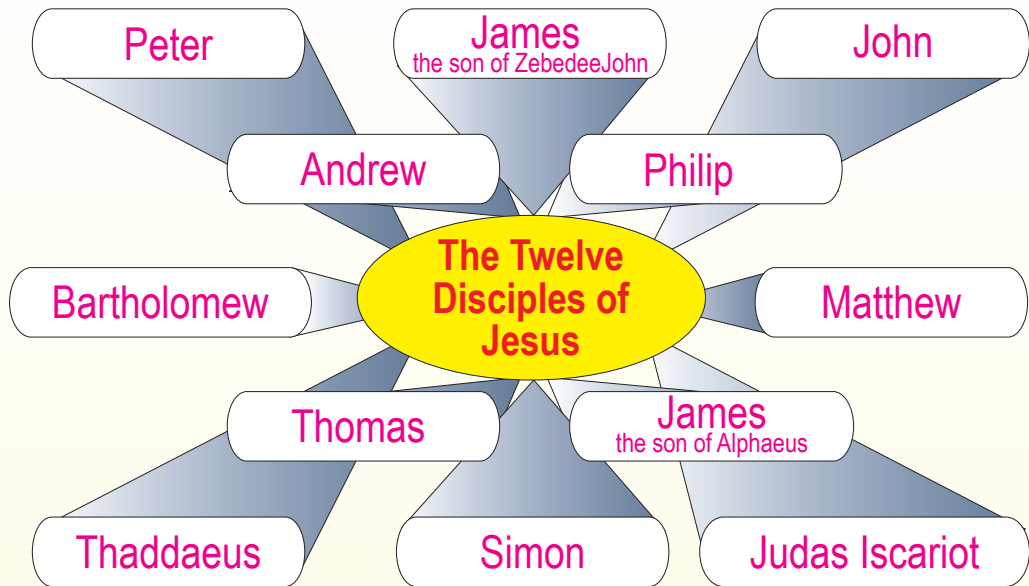 Peter
James
the son of ZebedeeJohn
John
Andrew
Philip
The Twelve
Disciples of
Jesus
Bartholomew
Matthew
Thomas
James
the son of Alphaeus
Thaddaeus
Simon
Judas Iscariot